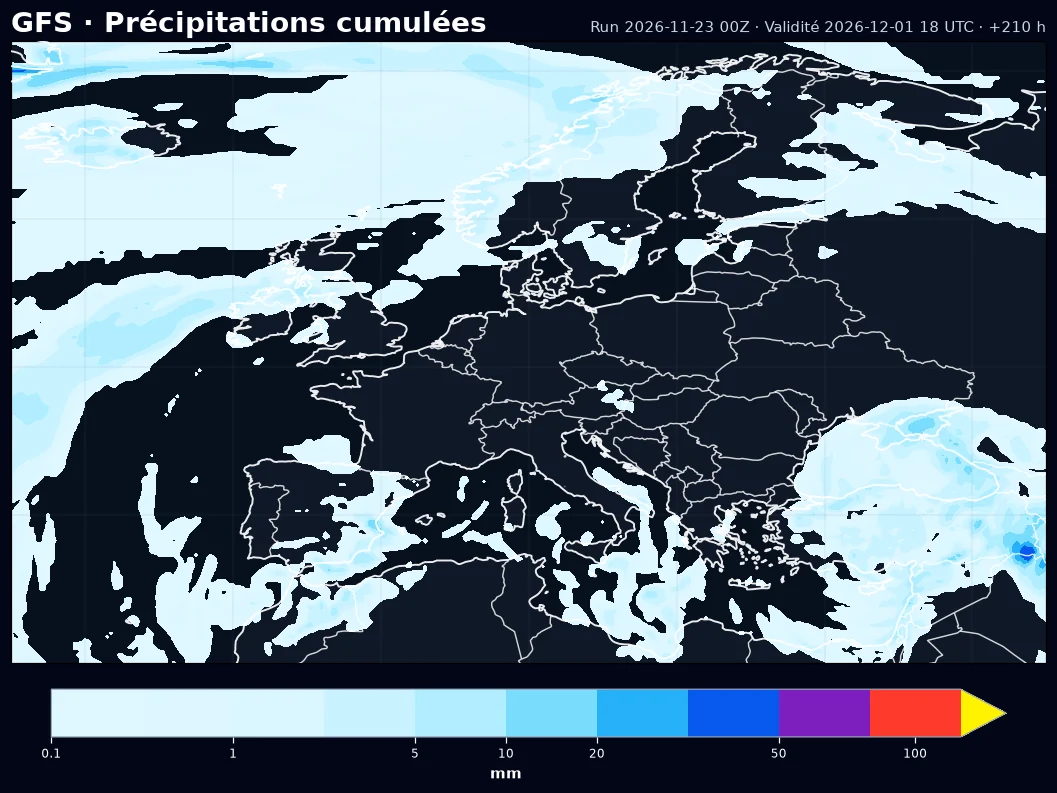 GFS · Précipitations cumulées
Run 2026-11-23 00Z · Validité 2026-12-01 18 UTC · +210 h
0.1 1 5 10 20 50 100
mm